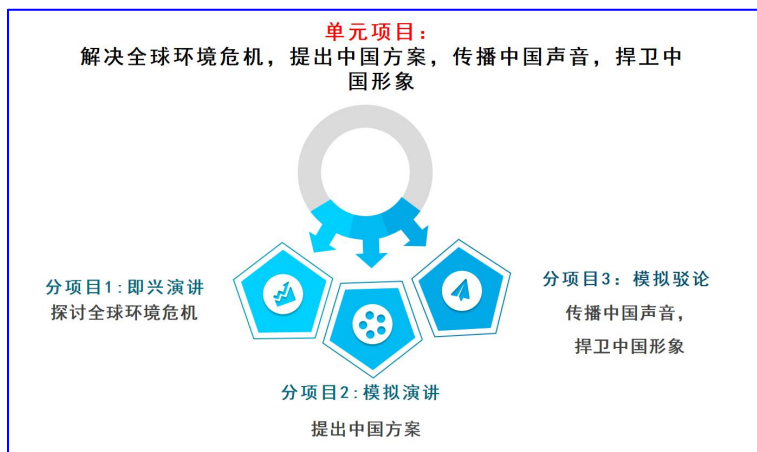 单元项目：
解决全球环境危机，提出中国方案，传播中国声音，捍卫中
国形象
分项目1:即兴演讲
探讨全球环境危机
分项目2:模拟演讲
提出中国方案
分项目3：模拟驳论
传播中国声音，
捍卫中国形象